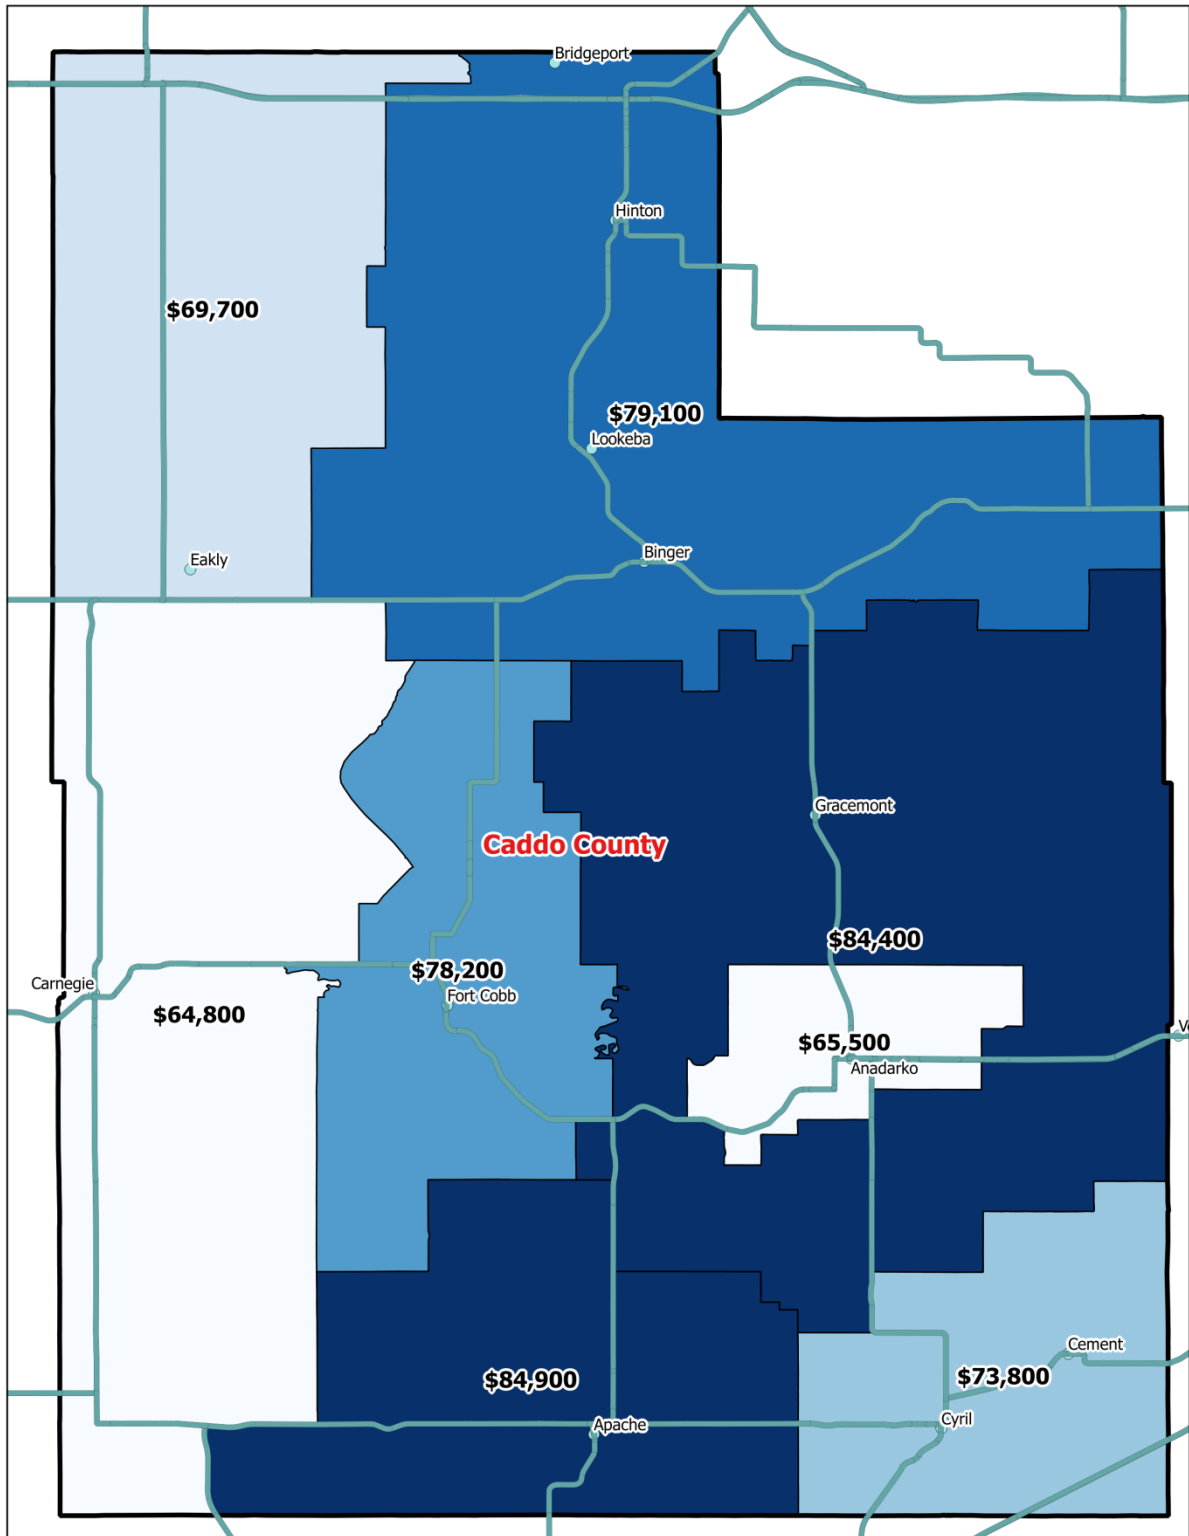 Bridgeport
Hinton
$69,700
$79,100
Lookeba
Binger
Eakly
Gracemont
Caddo County
$84,400
$78,200
Carnegie
Fort Cobb
$64,800
$65,500
Anadarko
Cement
$73,800
$84,900
Cyril
Apache